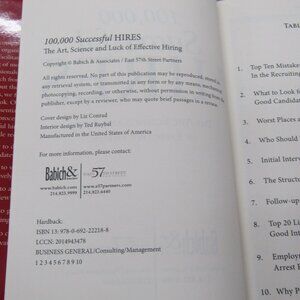 100,000 Successful HIRES
The Art, Science and Luck of Effective Hiring
Copyright © Babich & Associates / East 57th Street Partners
All rights reserved. No part of this publication may be reproduced, stored in
any retrieval system, or transmitted in any form or by any means,
photocopying, recording, or otherwise, without permission in writing from the
publisher, except by a reviewer, who may quote brief passages in a review.
Cover design by Liz Conrad
Interior design by Ted Ruybal
Manufactured in the United States of America
For more information, please contact:
Babich&
57
www.babich.com
214.823.9999
www.e57partners.com
214.823.6440
Hardback:
ISBN 13: 978-0-692-22218-8
LCCN: 2014943478
BUSINESS GENERAL/Consulting/Management
1 2 3 4 5 6 7 8 9 10
TABL
1. Top Ten Mistakes
In the Recruiting
2. What to Look f
Good Candida
3. Worst Places a
4. Who Should
5. Initial Interv
6. The Structu
7. Follow-up
8. Top 20 L
Good Int
9. Employ
Arrest
10. Why P